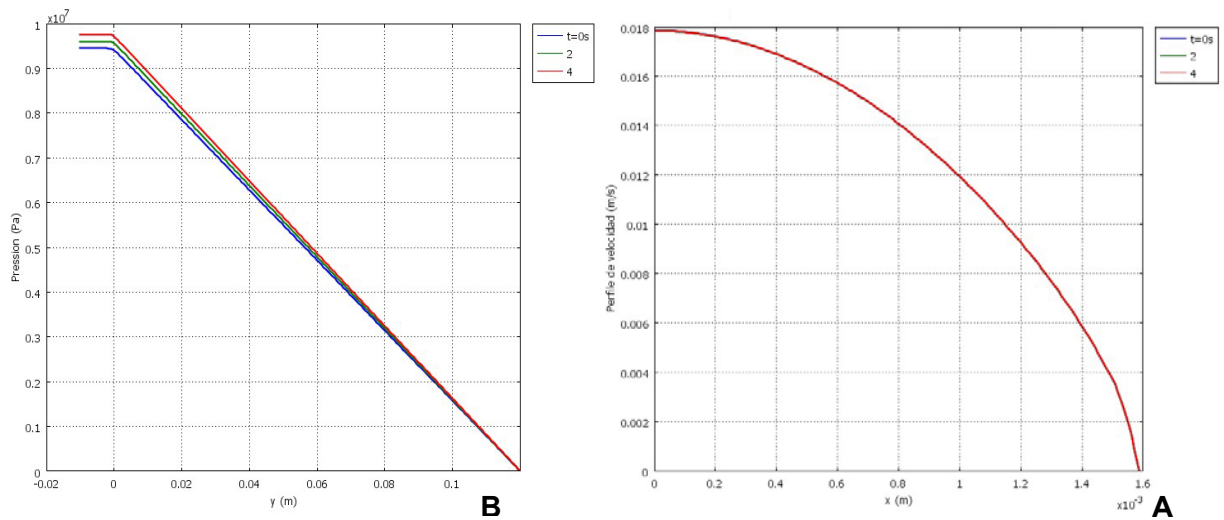 x10⁷
1
0.9
0.8
0.7
0.6
0.5
0.4
0.3
0.2
0.1
0
Pression (Pa)
-0.02 0 0.02 0.04 0.06 0.08 0.1
y (m)
t=0s
2
4
B
0.018
0.016
0.014
0.012
0.010
0.008
0.006
0.004
0.002
0
Perfile de velocidad (m/s)
0 0.2 0.4 0.6 0.8 1.0 1.2 1.4 1.6
x10⁻³
x (m)
t=0s
2
4
A